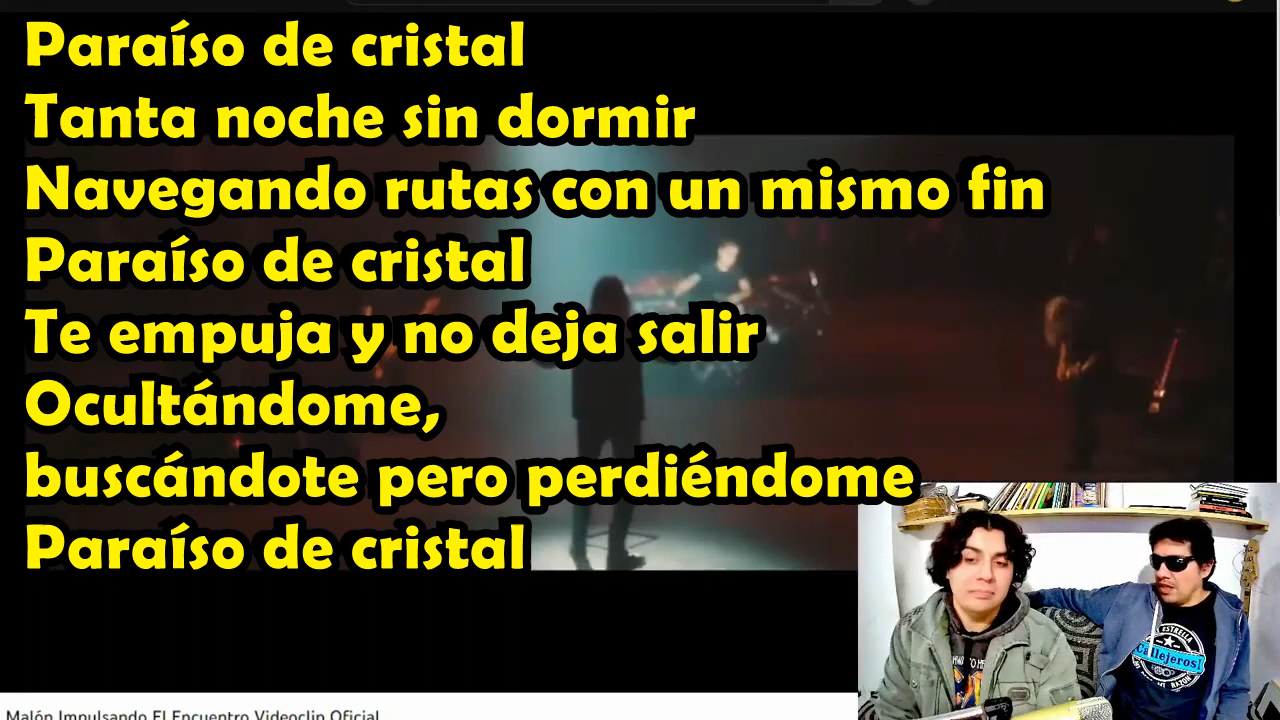 Paraíso de cristal
Tanta noche sin dormir
Navegando rutas con un mismo fin
Paraíso de cristal
Te empuja y no deja salir
Ocultándome,
buscándote pero perdiéndome
Paraíso de cristal
ESTRELLA
Callejeros!
Malón Impulsando El Encuentro Videoclip Oficial